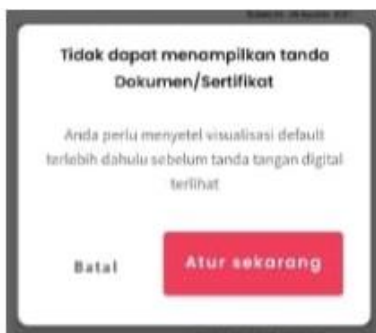 Tidak dapat menampilkan tanda
Dokumen/Sertifikat
Anda perlu menyetel visualisasi default
terlebih dahulu sebelum tanda tangan digital
terlihat
Batal
Atur sekarang